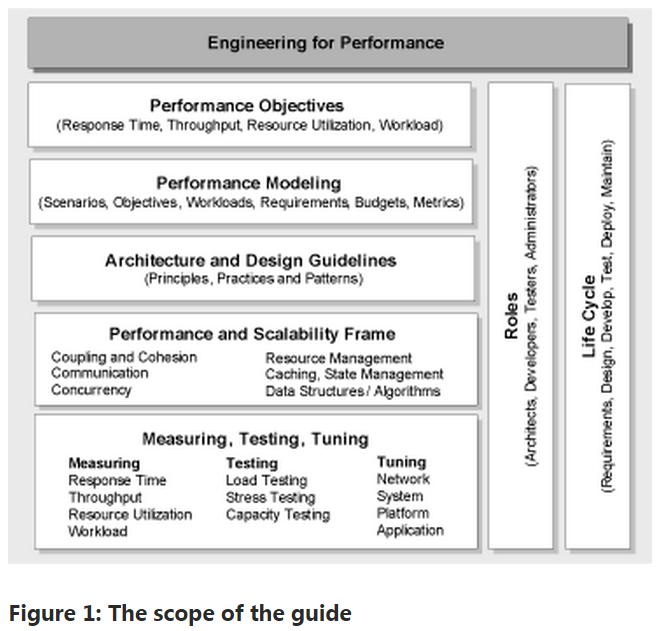 Engineering for Performance
Performance Objectives
(Response Time, Throughput, Resource Utilization, Workload)
Performance Modeling
(Scenarios, Objectives, Workloads, Requirements, Budgets, Metrics)
Architecture and Design Guidelines
(Principles, Practices and Patterns)
Performance and Scalability Frame
Coupling and Cohesion
Communication
Concurrency
Resource Management
Caching, State Management
Data Structures / Algorithms
Measuring, Testing, Tuning
Measuring
Response Time
Throughput
Resource Utilization
Workload
Testing
Load Testing
Stress Testing
Capacity Testing
Tuning
Network
System
Platform
Application
Roles
(Architects, Developers, Testers, Administrators)
Life Cycle
(Requirements, Design, Develop, Test, Deploy, Maintain)
Figure 1: The scope of the guide